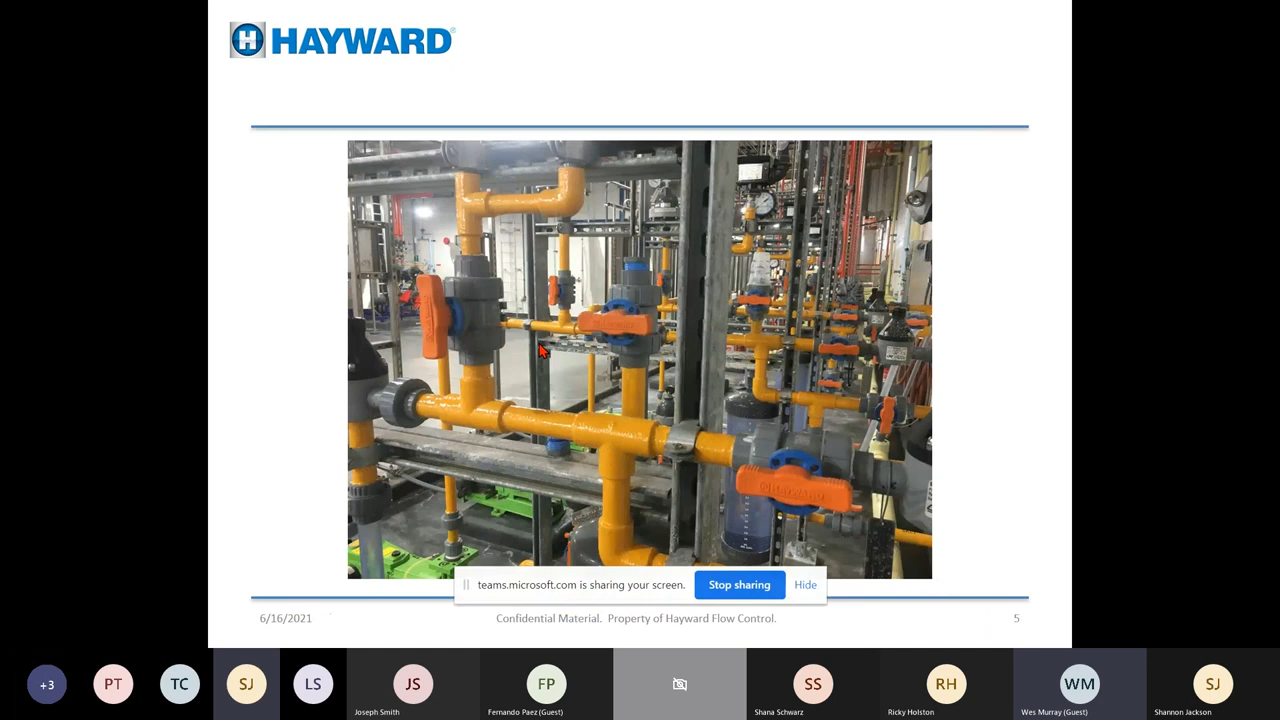 H HAYWARD®
HAYWARD
HAYWARD
teams.microsoft.com is sharing your screen. Stop sharing Hide
6/16/2021 Confidential Material. Property of Hayward Flow Control. 5
+3 PT TC SJ LS JS FP SS RH WM SJ
Joseph Smith Fernando Paez (Guest) Shana Schwarz Ricky Holston Wes Murray (Guest) Shannon Jackson